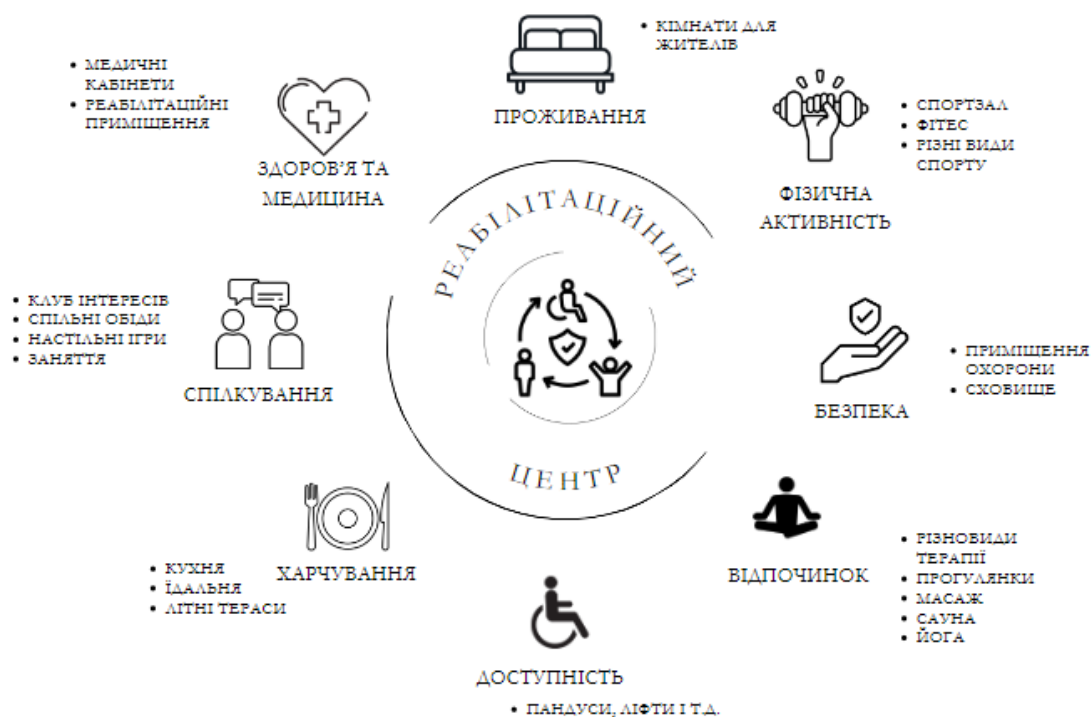 РЕАБІЛІТАЦІЙНИЙ
ЦЕНТР
• КІМНАТИ ДЛЯ
ЖИТЕЛІВ
ПРОЖИВАННЯ
• СПОРТЗАЛ
• ФІТЕС
• РІЗНІ ВИДИ
СПОРТУ
ФІЗИЧНА
АКТИВНІСТЬ
• ПРИМІЩЕННЯ
ОХОРОНИ
• СХОВИЩЕ
БЕЗПЕКА
• РІЗНОВИДИ
ТЕРАПІЇ
• ПРОГУЛЯНКИ
• МАСАЖ
• САУНА
• ЙОГА
ВІДПОЧИНОК
ДОСТУПНІСТЬ
• ПАНДУСИ, ЛІФТИ І Т.Д.
• КУХНЯ
• ЇДАЛЬНЯ
• ЛІТНІ ТЕРАСИ
ХАРЧУВАННЯ
• КЛУБ ІНТЕРЕСІВ
• СПІЛЬНІ ОБІДИ
• НАСТІЛЬНІ ІГРИ
• ЗАНЯТТЯ
СПІЛКУВАННЯ
• МЕДИЧНІ
КАБІНЕТИ
• РЕАБІЛІТАЦІЙНІ
ПРИМІЩЕННЯ
ЗДОРОВ'Я ТА
МЕДИЦИНА